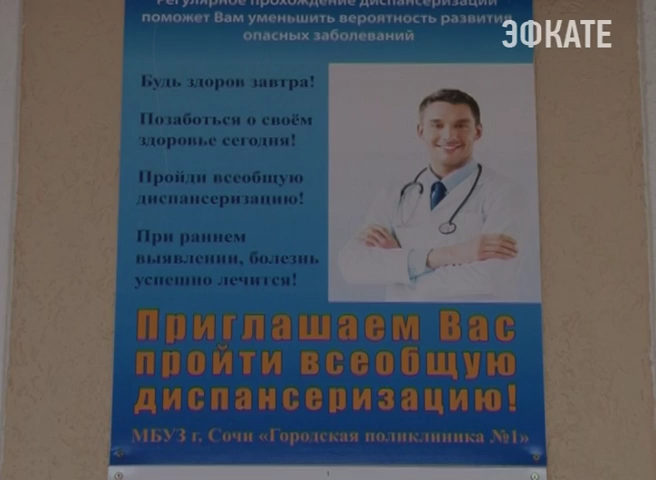 Регулярное прохождение диспансеризации
поможет Вам уменьшить вероятность развития
опасных заболеваний
ЭФКАТЕ
Будь здоров завтра!
Позаботься о своём
здоровье сегодня!
Пройди всеобщую
диспансеризацию!
При раннем
выявлении, болезнь
успешно лечится!
Приглашаем Вас
пройти всеобщую
диспансеризацию!
МБУЗ г. Сочи «Городская поликлиника №1»